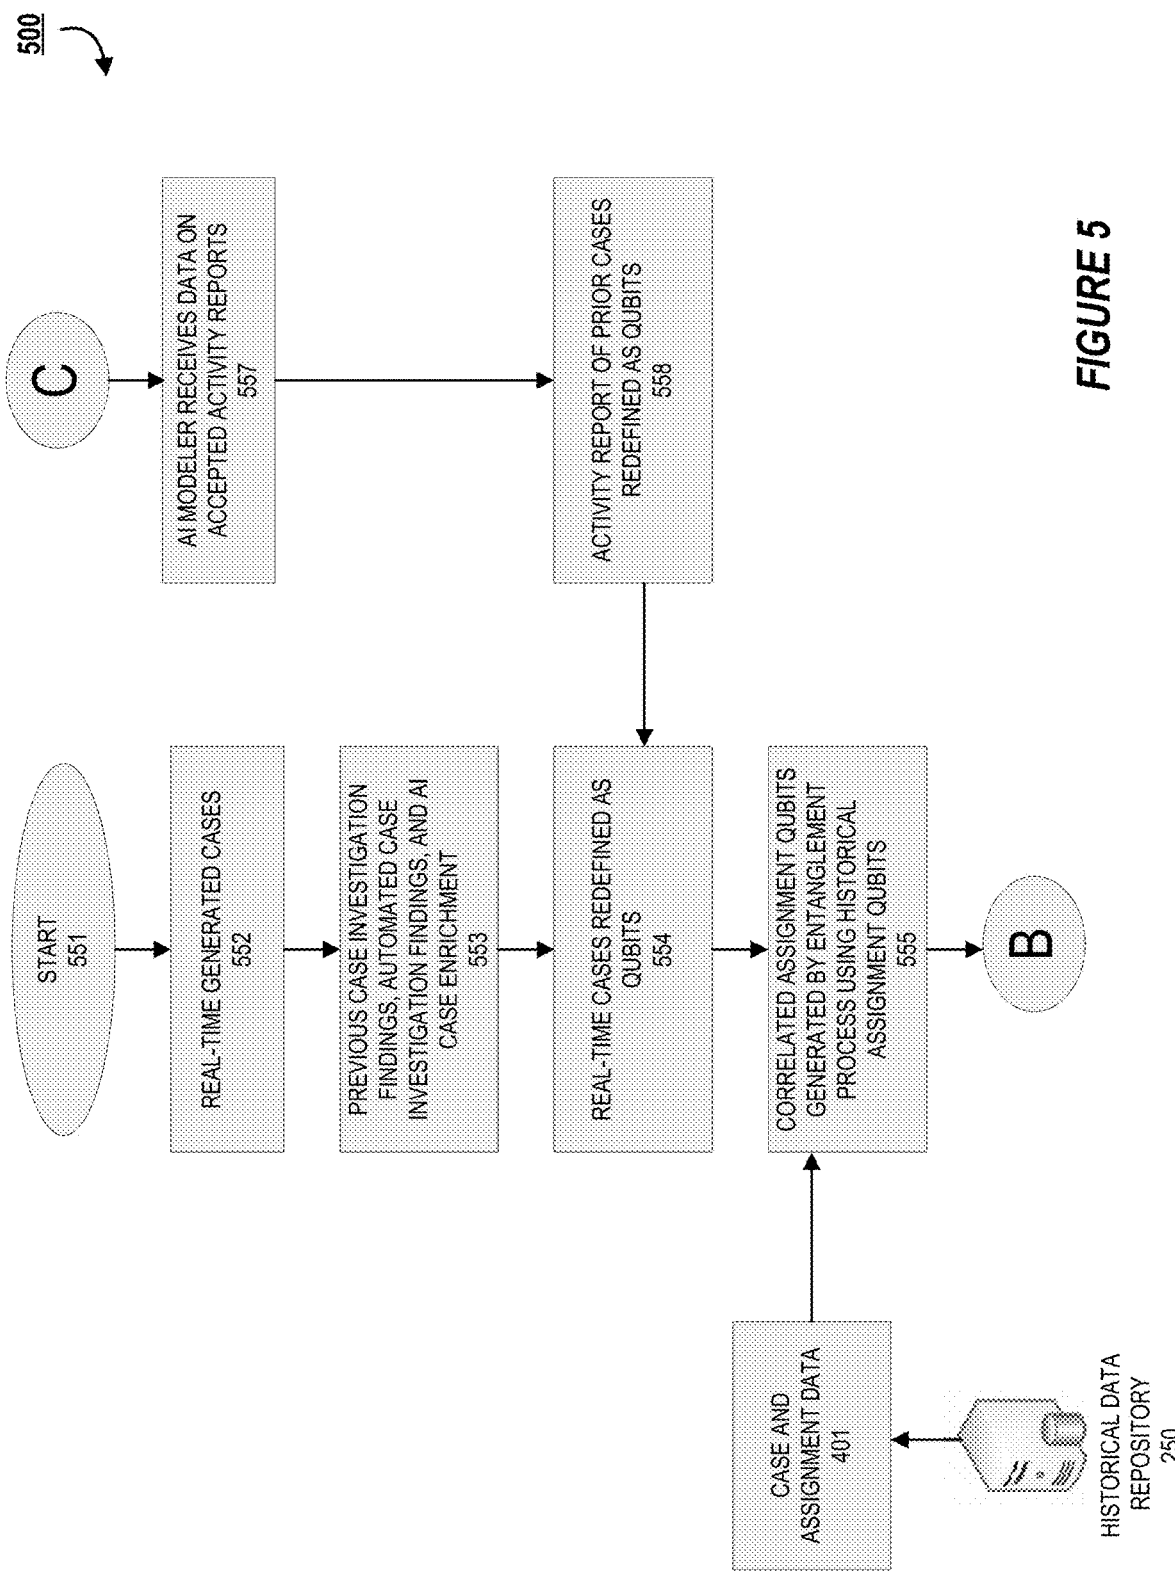 500
START
551
REAL-TIME GENERATED CASES
552
PREVIOUS CASE INVESTIGATION
FINDINGS, AUTOMATED CASE
INVESTIGATION FINDINGS, AND AI
CASE ENRICHMENT
553
REAL-TIME CASES REDEFINED AS
QUBITS
554
CORRELATED ASSIGNMENT QUBITS
GENERATED BY ENTANGLEMENT
PROCESS USING HISTORICAL
ASSIGNMENT QUBITS
555
B
C
AI MODELER RECEIVES DATA ON
ACCEPTED ACTIVITY REPORTS
557
ACTIVITY REPORT OF PRIOR CASES
REDEFINED AS QUBITS
558
CASE AND
ASSIGNMENT DATA
401
HISTORICAL DATA
REPOSITORY
250
FIGURE 5